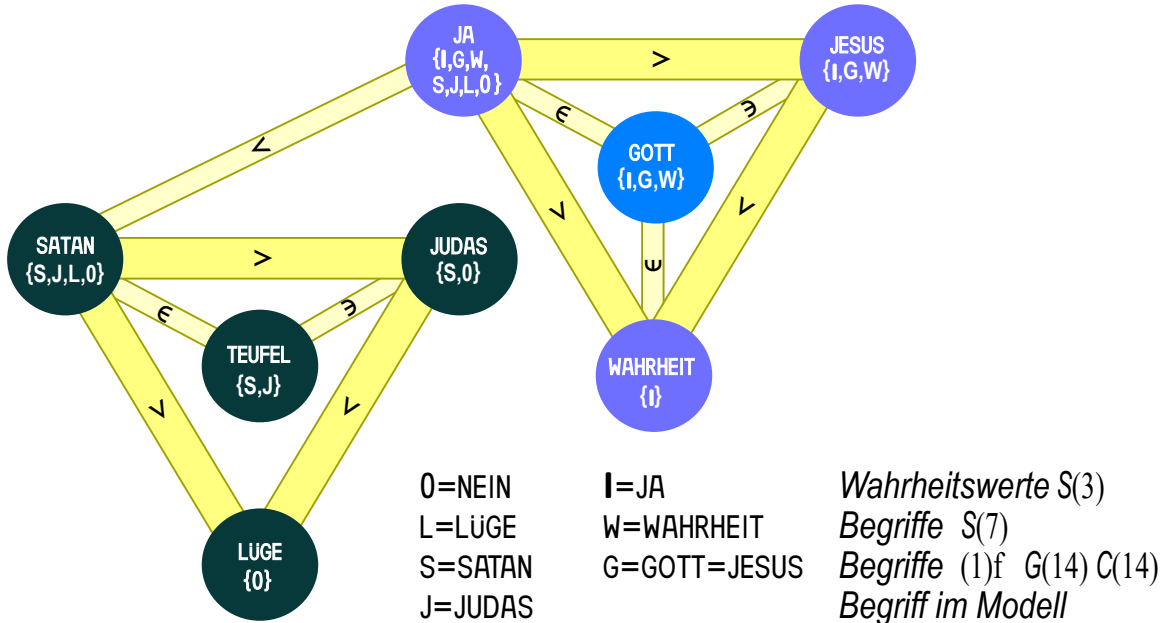 JA
{I,G,W,
S,J,L,0}
>
JESUS
{I,G,W}
ϵ
∍
GOTT
{I,G,W}
<
>
>
ϵ
SATAN
{S,J,L,0}
>
JUDAS
{S,0}
ϵ
∍
TEUFEL
{S,J}
WAHRHEIT
{I}
>
>
LÜGE
{0}
0=NEIN I=JA Wahrheitswerte S(3)
L=LÜGE W=WAHRHEIT Begriffe S(7)
S=SATAN G=GOTT=JESUS Begriffe (1)f G(14) C(14)
J=JUDAS Begriff im Modell